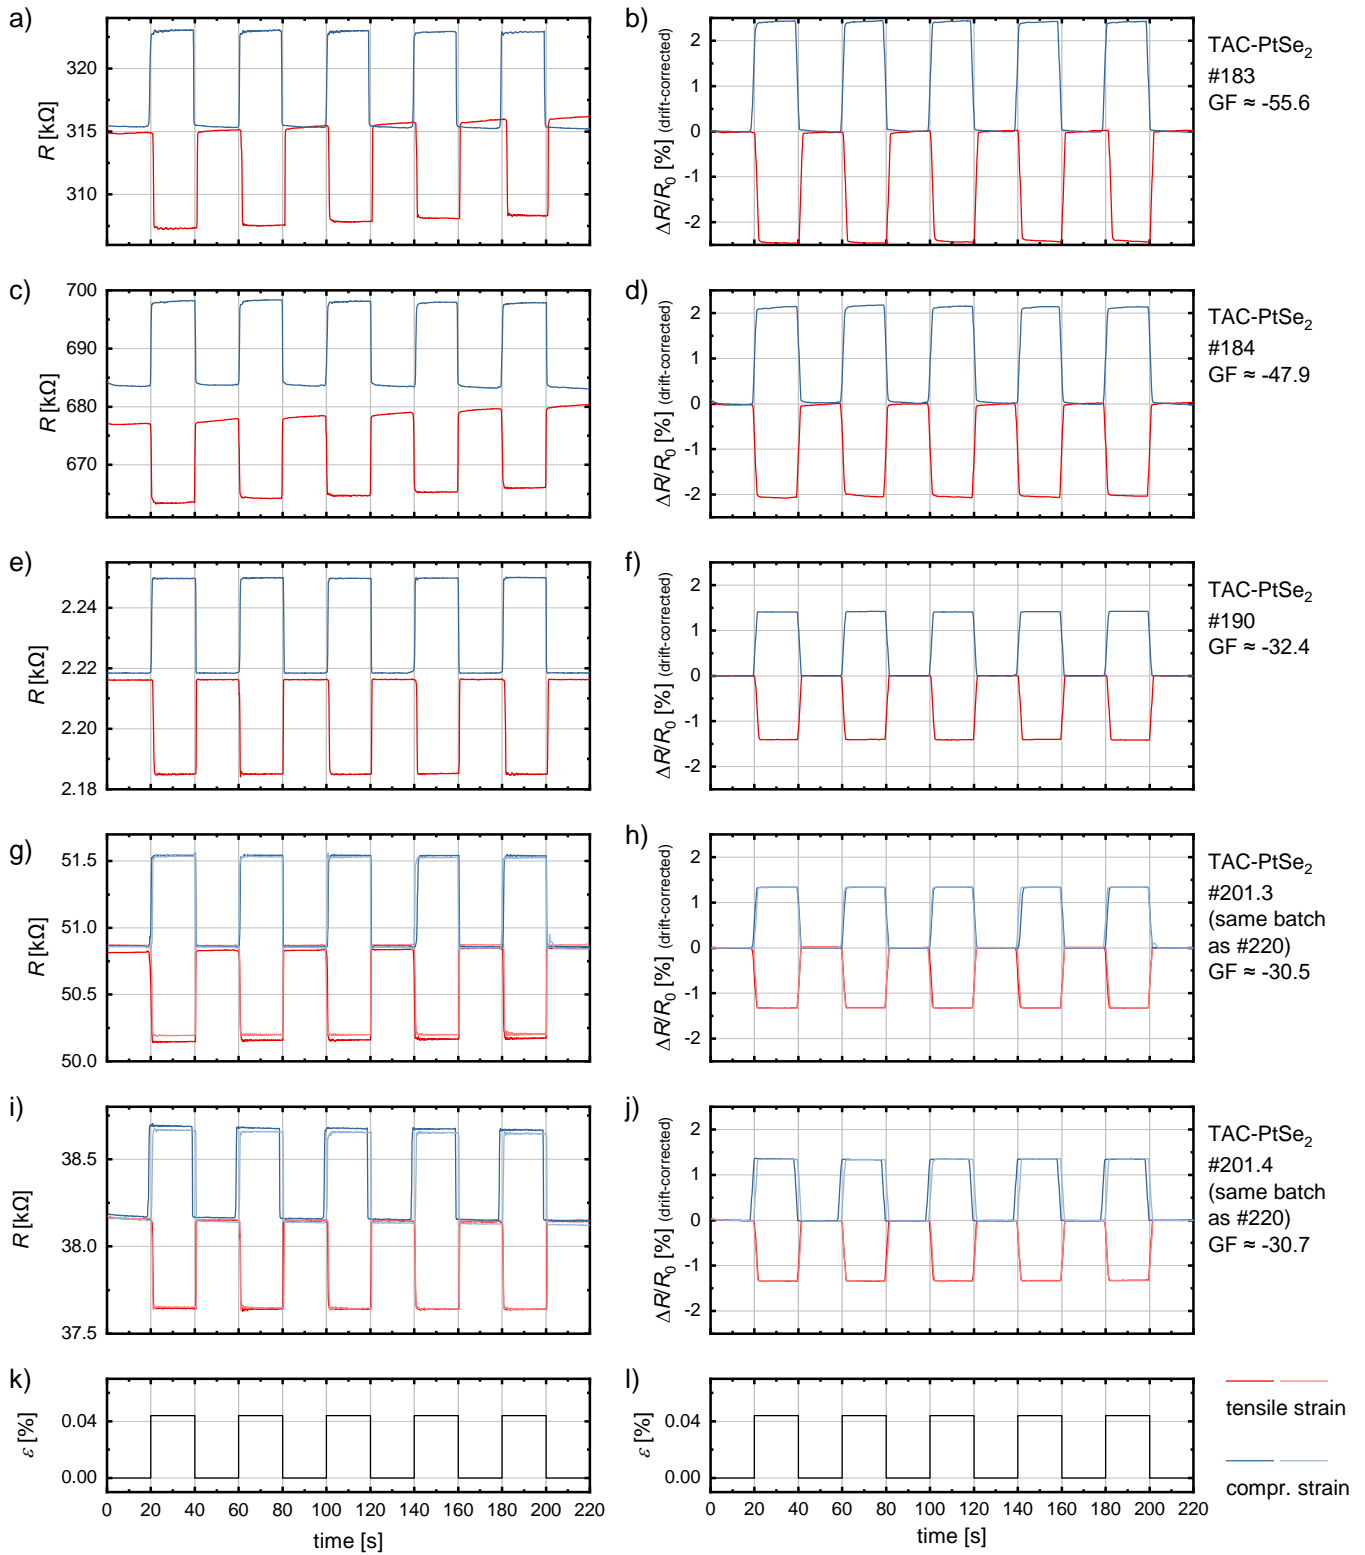 a)
R [kΩ]
320
315
310
b)
ΔR/R₀ [%] (drift-corrected)
2
1
0
-1
-2
TAC-PtSe₂
#183
GF ≈ -55.6
c)
R [kΩ]
700
690
680
670
d)
ΔR/R₀ [%] (drift-corrected)
2
1
0
-1
-2
TAC-PtSe₂
#184
GF ≈ -47.9
e)
R [kΩ]
2.24
2.22
2.20
2.18
f)
ΔR/R₀ [%] (drift-corrected)
2
1
0
-1
-2
TAC-PtSe₂
#190
GF ≈ -32.4
g)
R [kΩ]
51.5
51.0
50.5
50.0
h)
ΔR/R₀ [%] (drift-corrected)
2
1
0
-1
-2
TAC-PtSe₂
#201.3
(same batch
as #220)
GF ≈ -30.5
i)
R [kΩ]
38.5
38.0
37.5
j)
ΔR/R₀ [%] (drift-corrected)
2
1
0
-1
-2
TAC-PtSe₂
#201.4
(same batch
as #220)
GF ≈ -30.7
k)
ε [%]
0.04
0.00
0 20 40 60 80 100 120 140 160 180 200 220
time [s]
l)
ε [%]
0.04
0.00
0 20 40 60 80 100 120 140 160 180 200 220
time [s]
tensile strain
compr. strain